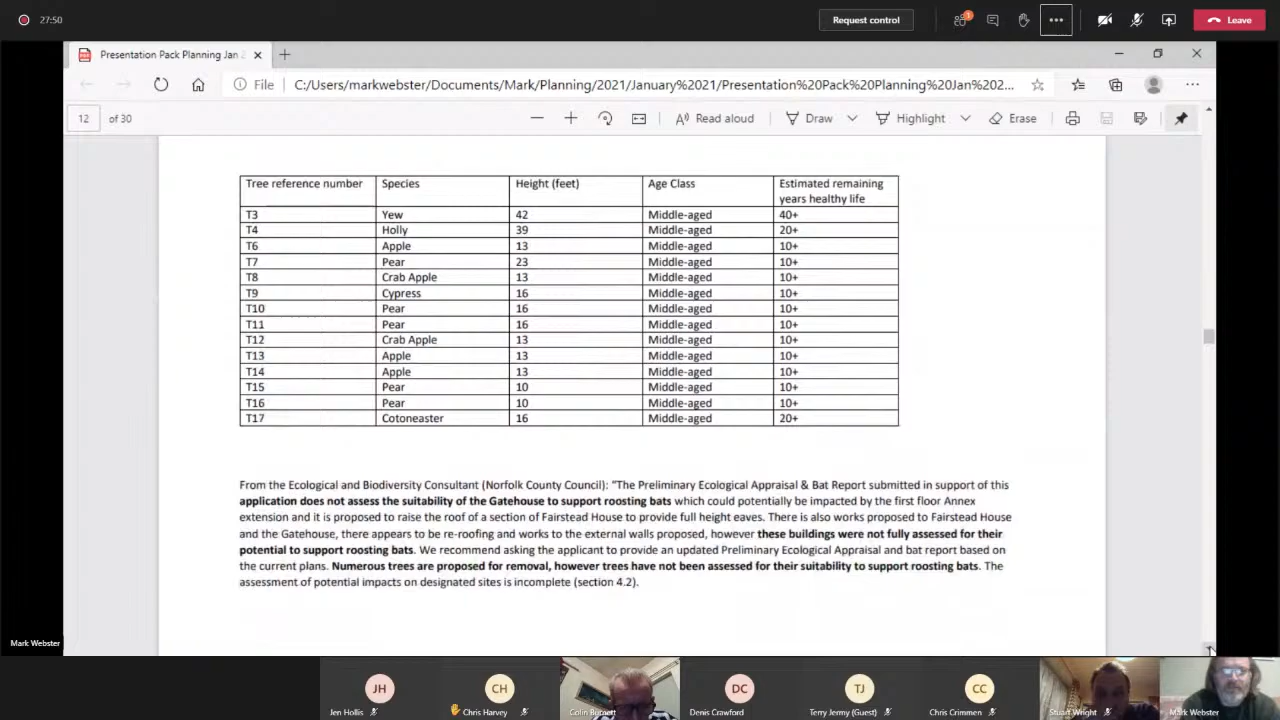 27:50
Request control
1
Leave
Presentation Pack Planning Jan 2
File C:/Users/markwebster/Documents/Mark/Planning/2021/January%2021/Presentation%20Pack%20Planning%20Jan%202...
12 of 30
Read aloud Draw Highlight Erase
Tree reference number Species Height (feet) Age Class Estimated remaining
years healthy life
T3 Yew 42 Middle-aged 40+
T4 Holly 39 Middle-aged 20+
T6 Apple 13 Middle-aged 10+
T7 Pear 23 Middle-aged 10+
T8 Crab Apple 13 Middle-aged 10+
T9 Cypress 16 Middle-aged 10+
T10 Pear 16 Middle-aged 10+
T11 Pear 16 Middle-aged 10+
T12 Crab Apple 13 Middle-aged 10+
T13 Apple 13 Middle-aged 10+
T14 Apple 13 Middle-aged 10+
T15 Pear 10 Middle-aged 10+
T16 Pear 10 Middle-aged 10+
T17 Cotoneaster 16 Middle-aged 20+
From the Ecological and Biodiversity Consultant (Norfolk County Council): "The Preliminary Ecological Appraisal & Bat Report submitted in support of this
application does not assess the suitability of the Gatehouse to support roosting bats which could potentially be impacted by the first floor Annex
extension and it is proposed to raise the roof of a section of Fairstead House to provide full height eaves. There is also works proposed to Fairstead House
and the Gatehouse, there appears to be re-roofing and works to the external walls proposed, however these buildings were not fully assessed for their
potential to support roosting bats. We recommend asking the applicant to provide an updated Preliminary Ecological Appraisal and bat report based on
the current plans. Numerous trees are proposed for removal, however trees have not been assessed for their suitability to support roosting bats. The
assessment of potential impacts on designated sites is incomplete (section 4.2).
Mark Webster
JH CH DC TJ CC
Jen Hollis Chris Harvey Colin Denis Crawford Terry Jermy (Guest) Chris Crimmen Stuart Wright Mark Webster